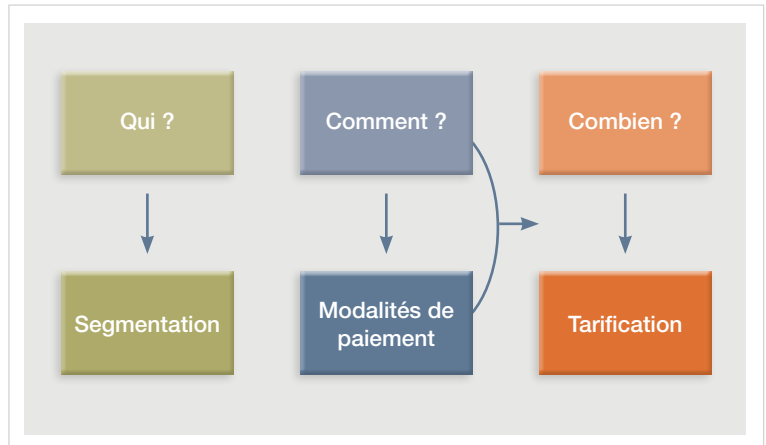 Qui ?
Comment ?
Combien ?
Segmentation
Modalités de
paiement
Tarification